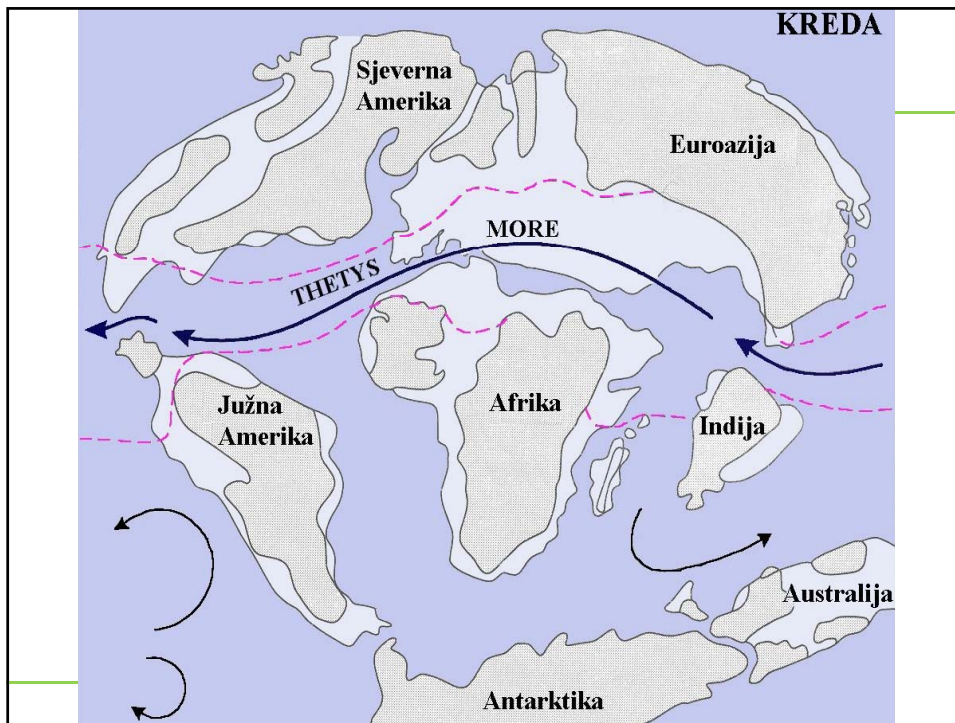 KREDA
Sjeverna
Amerika
Euroazija
MORE
THETYS
Južna
Amerika
Afrika
Indija
Australija
Antarktika